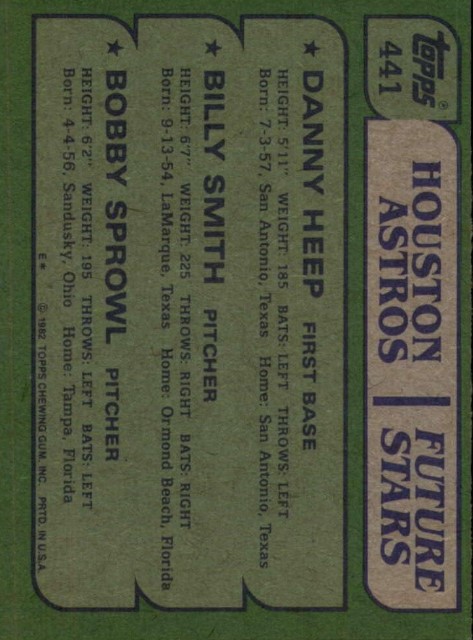 topps®
441
HOUSTON ASTROS | FUTURE STARS
★ DANNY HEEP FIRST BASE
HEIGHT: 5'11" WEIGHT: 185 BATS: LEFT THROWS: LEFT
Born: 7-3-57, San Antonio, Texas Home: San Antonio, Texas
★ BILLY SMITH PITCHER
HEIGHT: 6'7" WEIGHT: 225 THROWS: RIGHT BATS: RIGHT
Born: 9-13-54, LaMarque, Texas Home: Ormond Beach, Florida
★ BOBBY SPROWL PITCHER
HEIGHT: 6'2" WEIGHT: 195 THROWS: LEFT BATS: LEFT
Born: 4-4-56, Sandusky, Ohio Home: Tampa, Florida
E* © 1982 TOPPS CHEWING GUM, INC. PRTD. IN U.S.A.